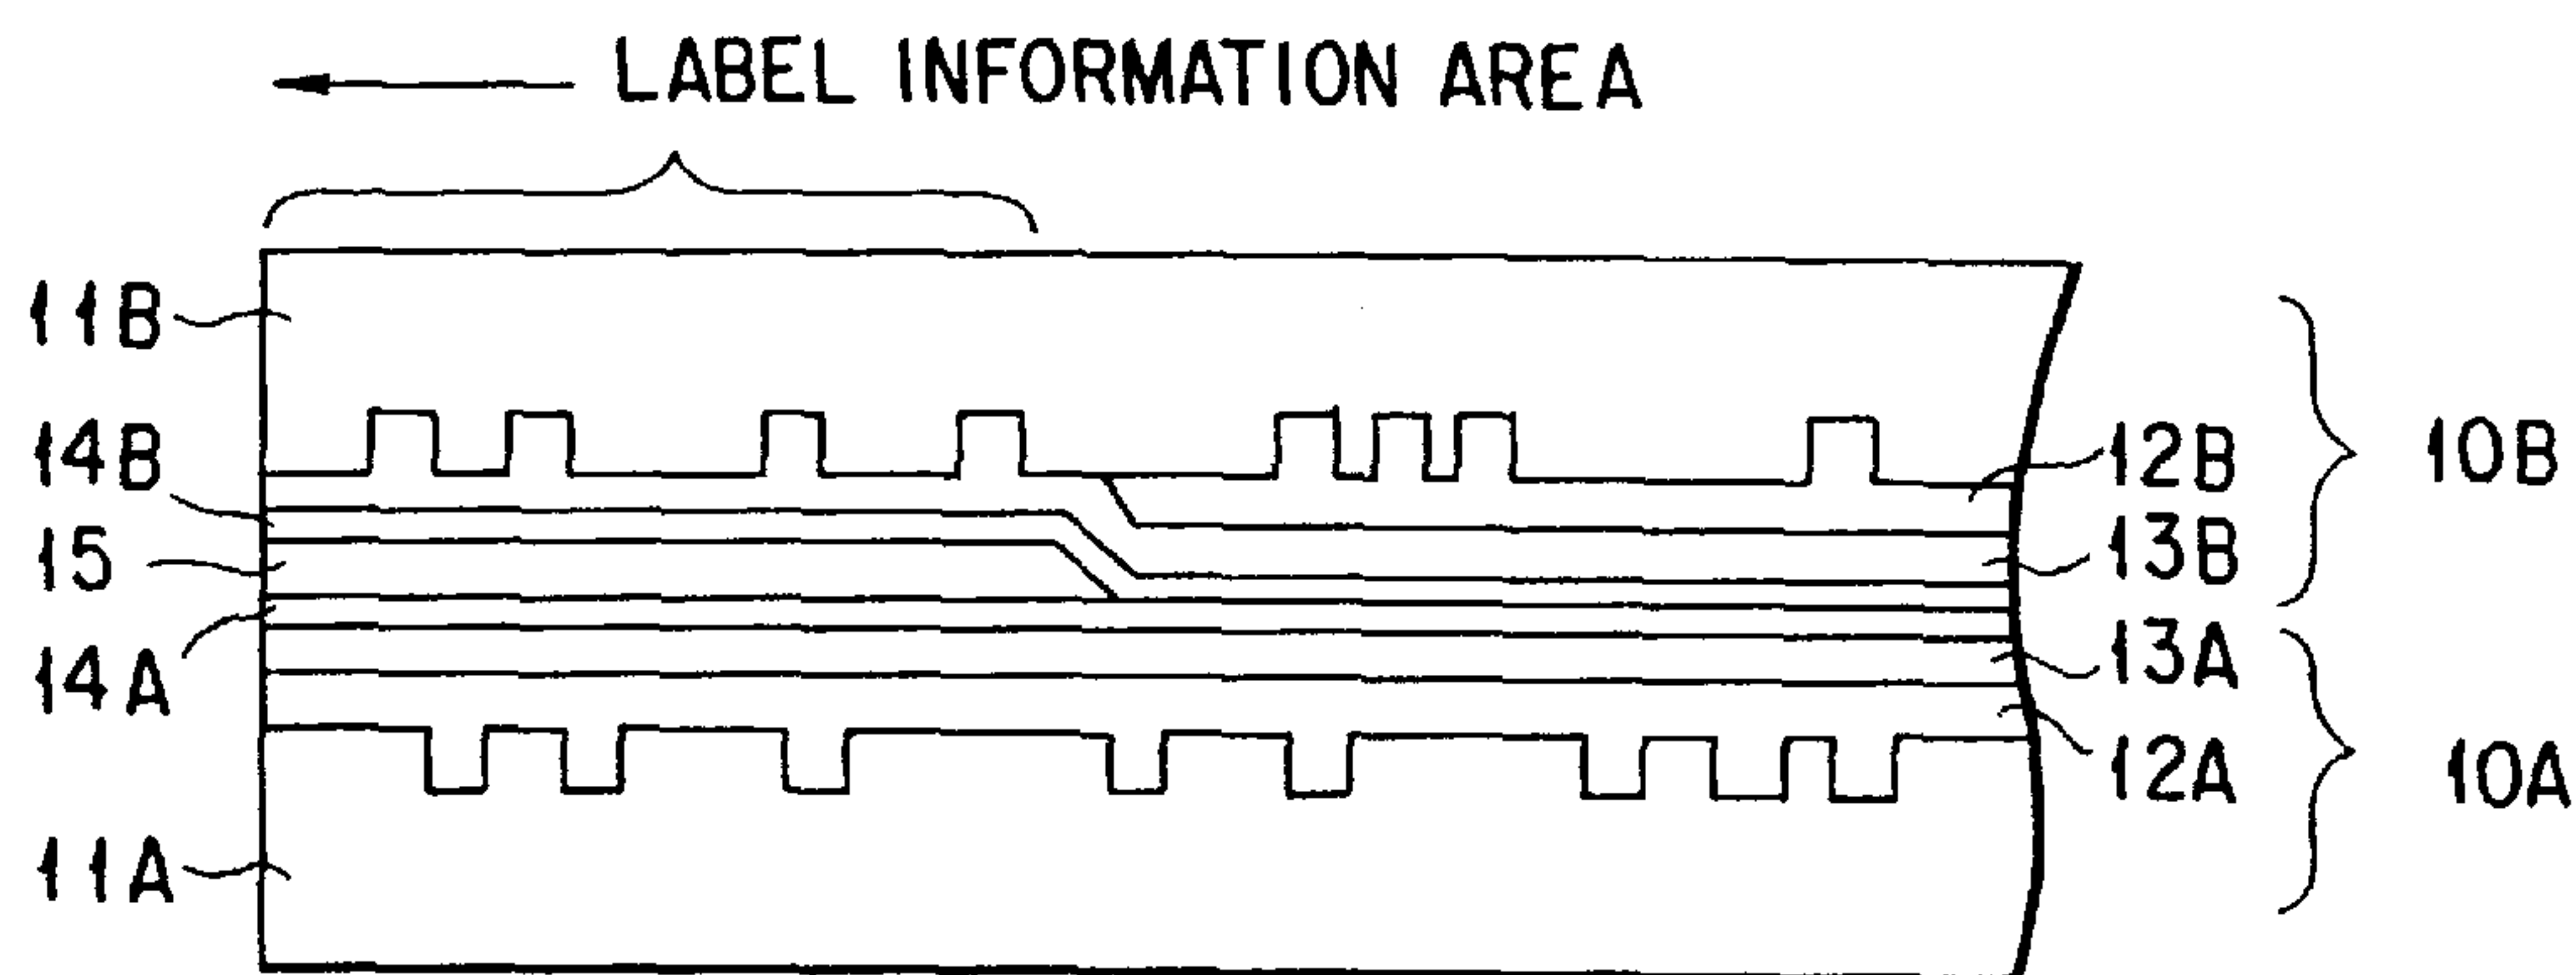 LABEL INFORMATION AREA
11B
14B
15
14A
11A
12B
13B
13A
12A
10B
10A